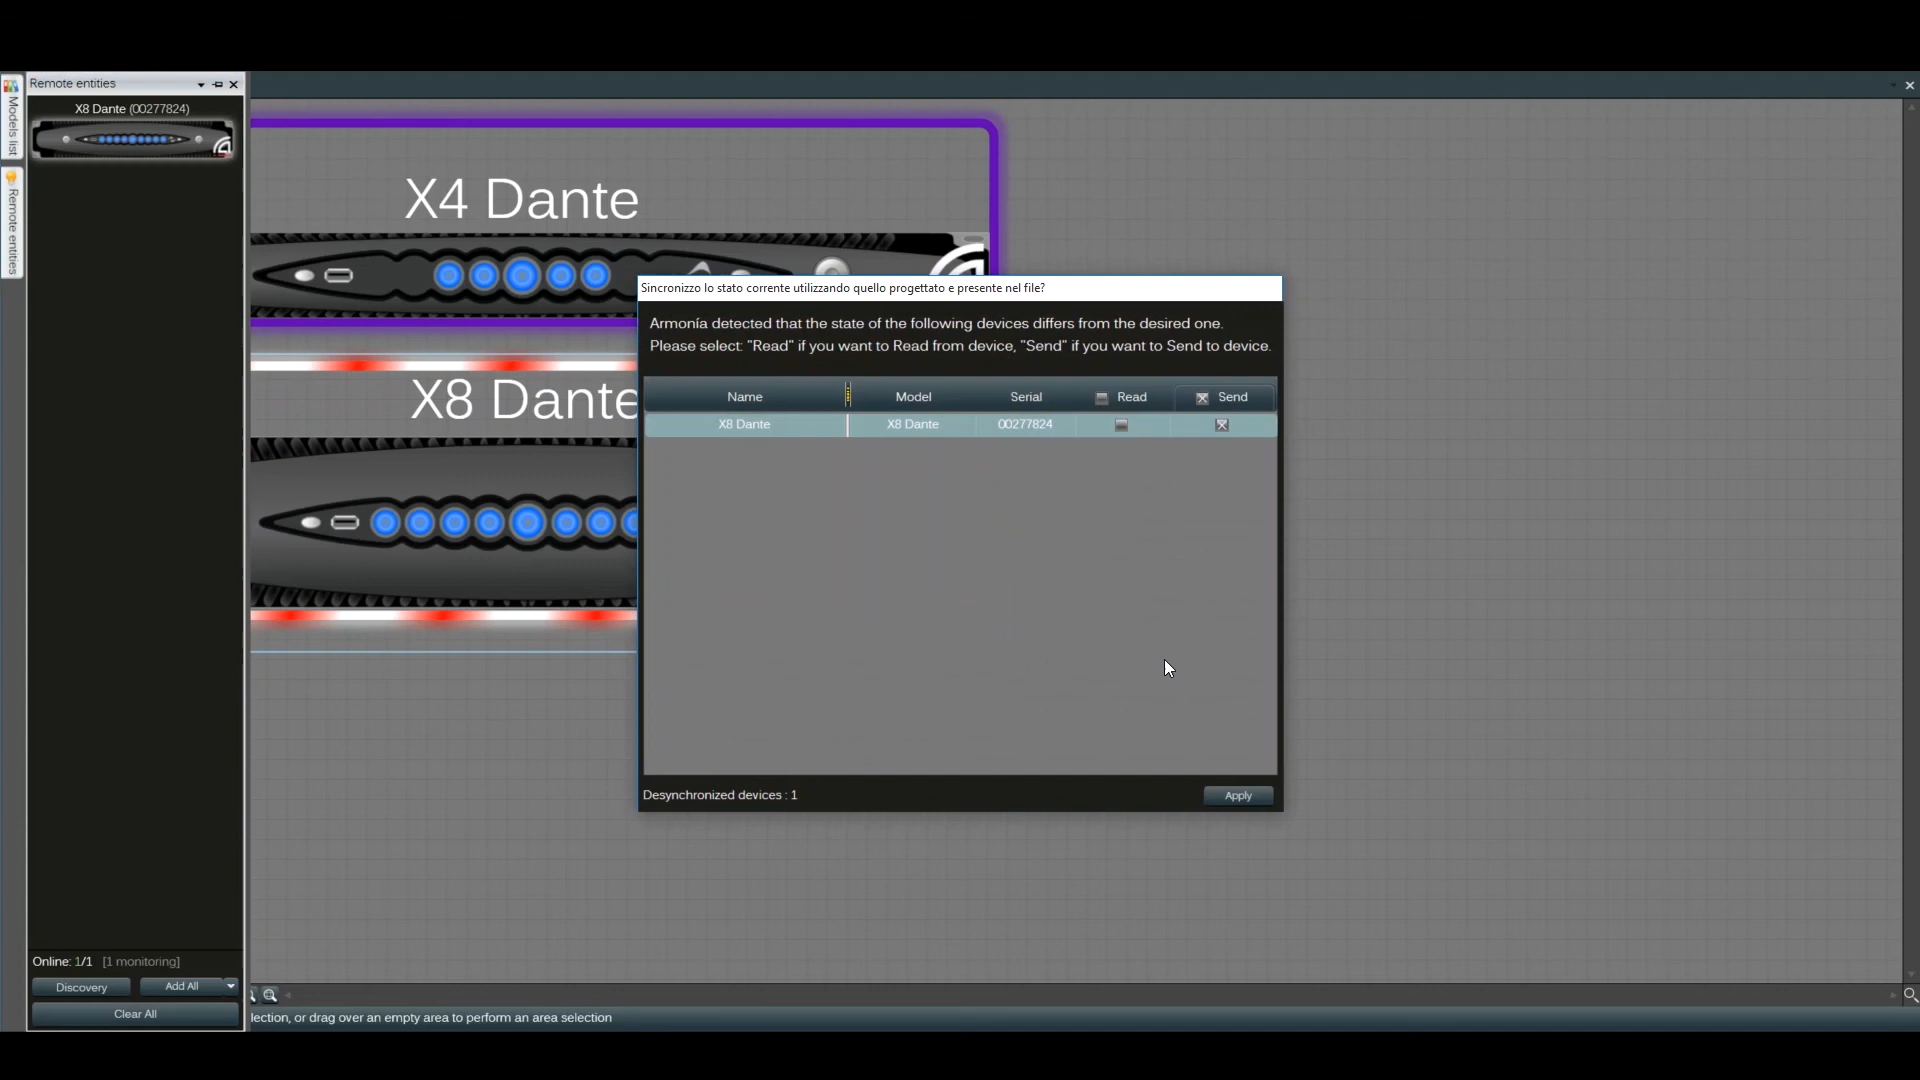 Remote entities
Models list
Remote entities
X8 Dante (00277824)
X4 Dante
X8 Dante
Sincronizzo lo stato corrente utilizzando quello progettato e presente nel file?
Armonía detected that the state of the following devices differs from the desired one.
Please select: "Read" if you want to Read from device, "Send" if you want to Send to device.
Name Model Serial Read Send
X8 Dante X8 Dante 00277824
Desynchronized devices : 1 Apply
Online: 1/1 [1 monitoring]
Discovery Add All
Clear All
lection, or drag over an empty area to perform an area selection